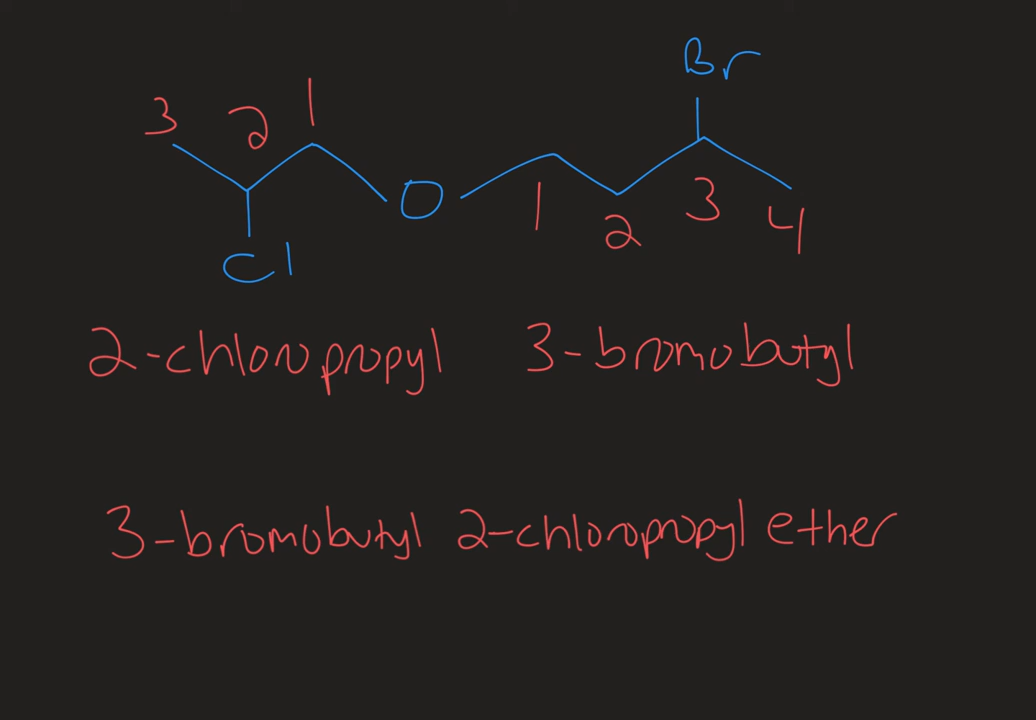 Br
3 2 1
O
1 2 3 4
Cl
2-chloropropyl 3-bromobutyl
3-bromobutyl 2-chloropropyl ether